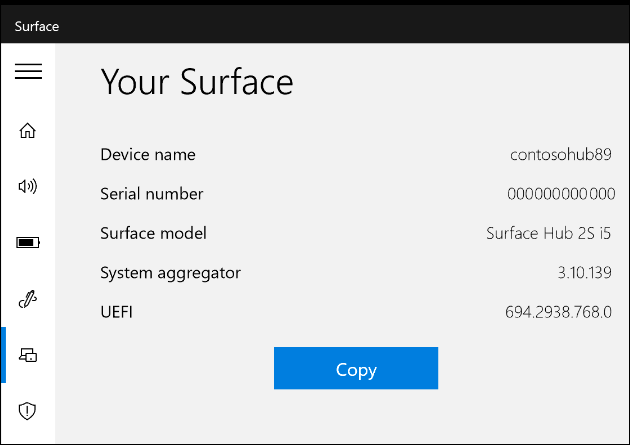 Surface
Your Surface
Device name contosohub89
Serial number 000000000000
Surface model Surface Hub 2S i5
System aggregator 3.10.139
UEFI 694.2938.768.0
Copy